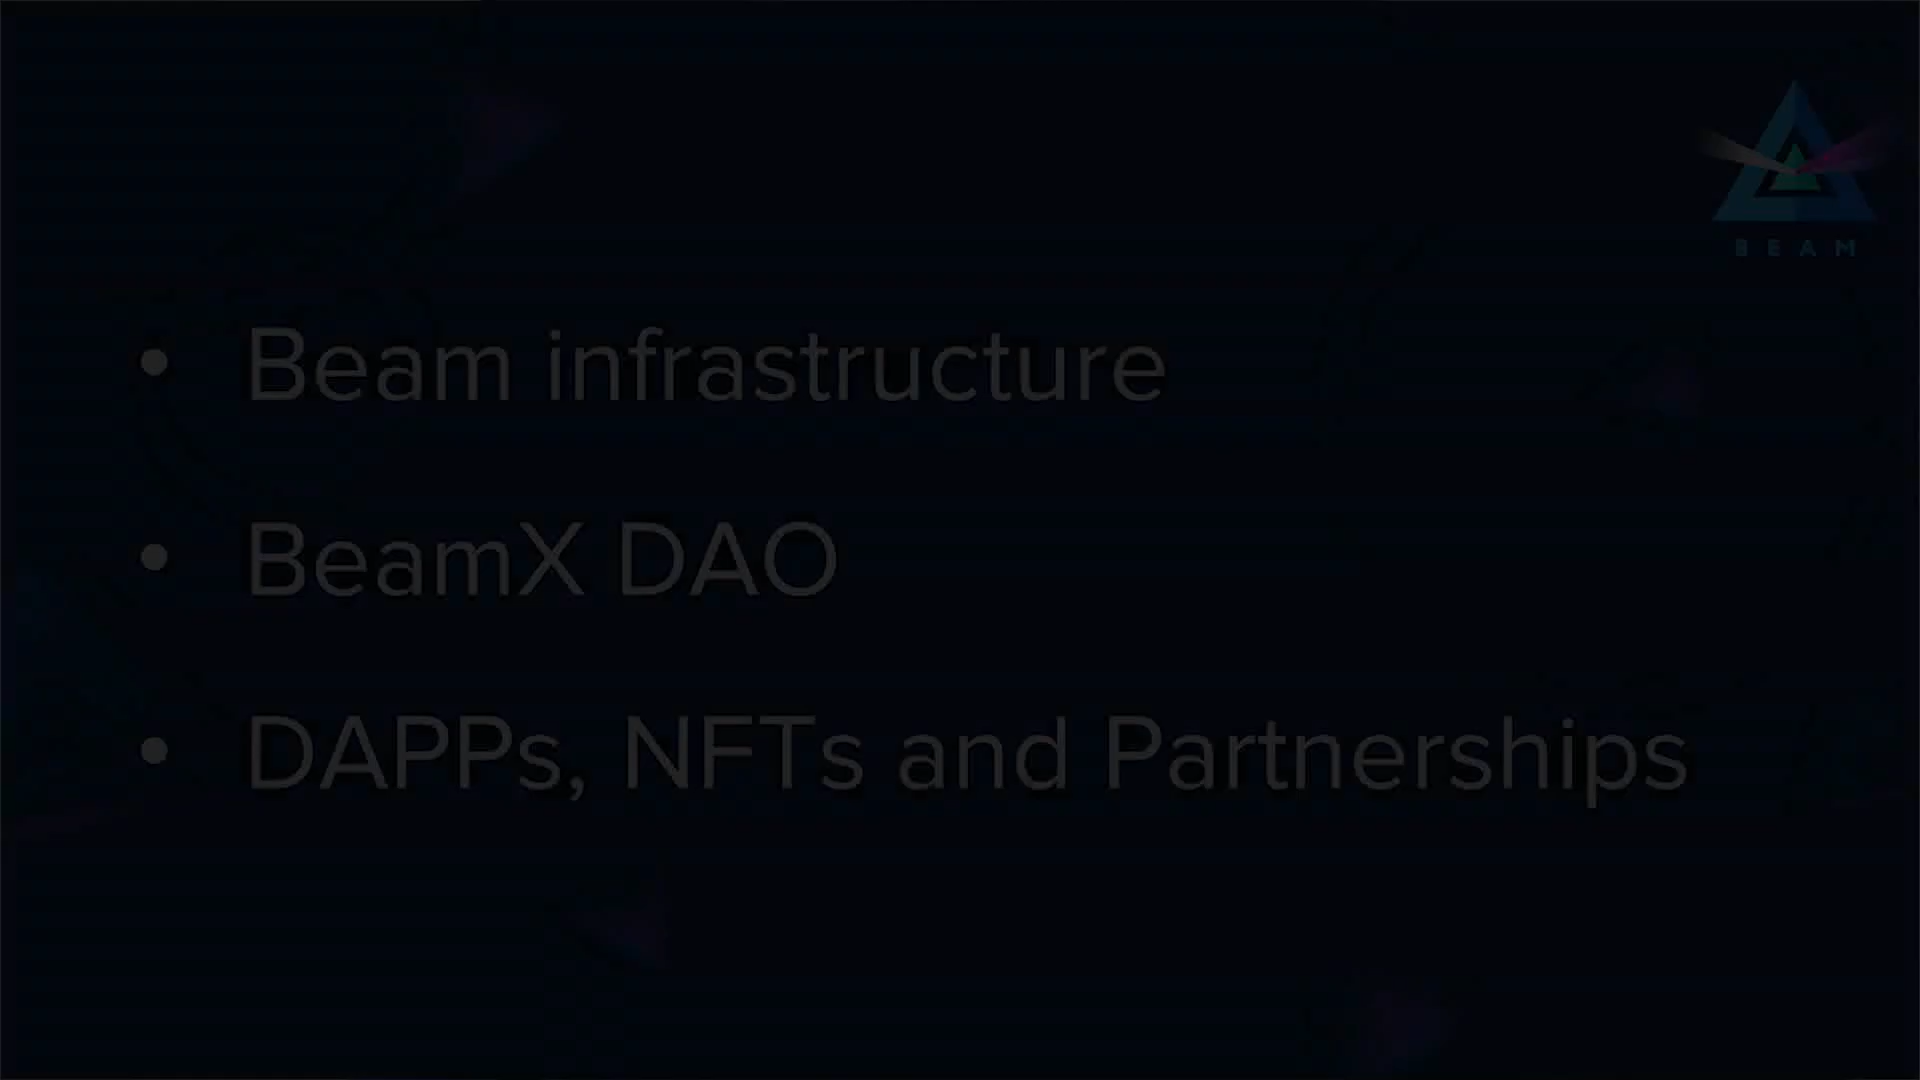 BEAM
• Beam infrastructure
• BeamX DAO
• DAPPs, NFTs and Partnerships